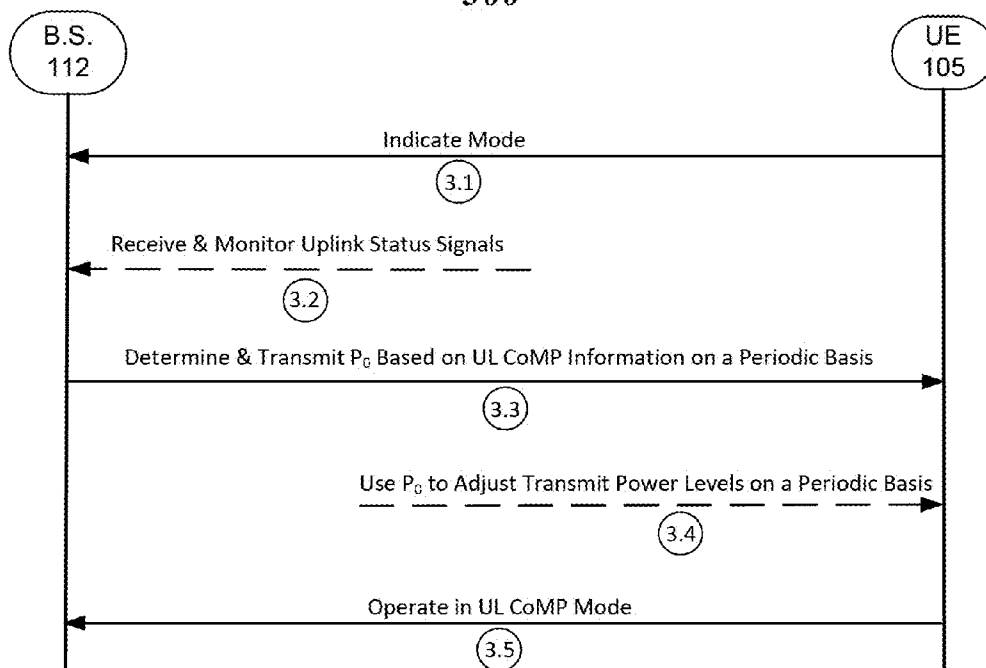 300
B.S.
112
UE
105
Indicate Mode
3.1
Receive & Monitor Uplink Status Signals
3.2
Determine & Transmit P₀ Based on UL CoMP Information on a Periodic Basis
3.3
Use P₀ to Adjust Transmit Power Levels on a Periodic Basis
3.4
Operate in UL CoMP Mode
3.5